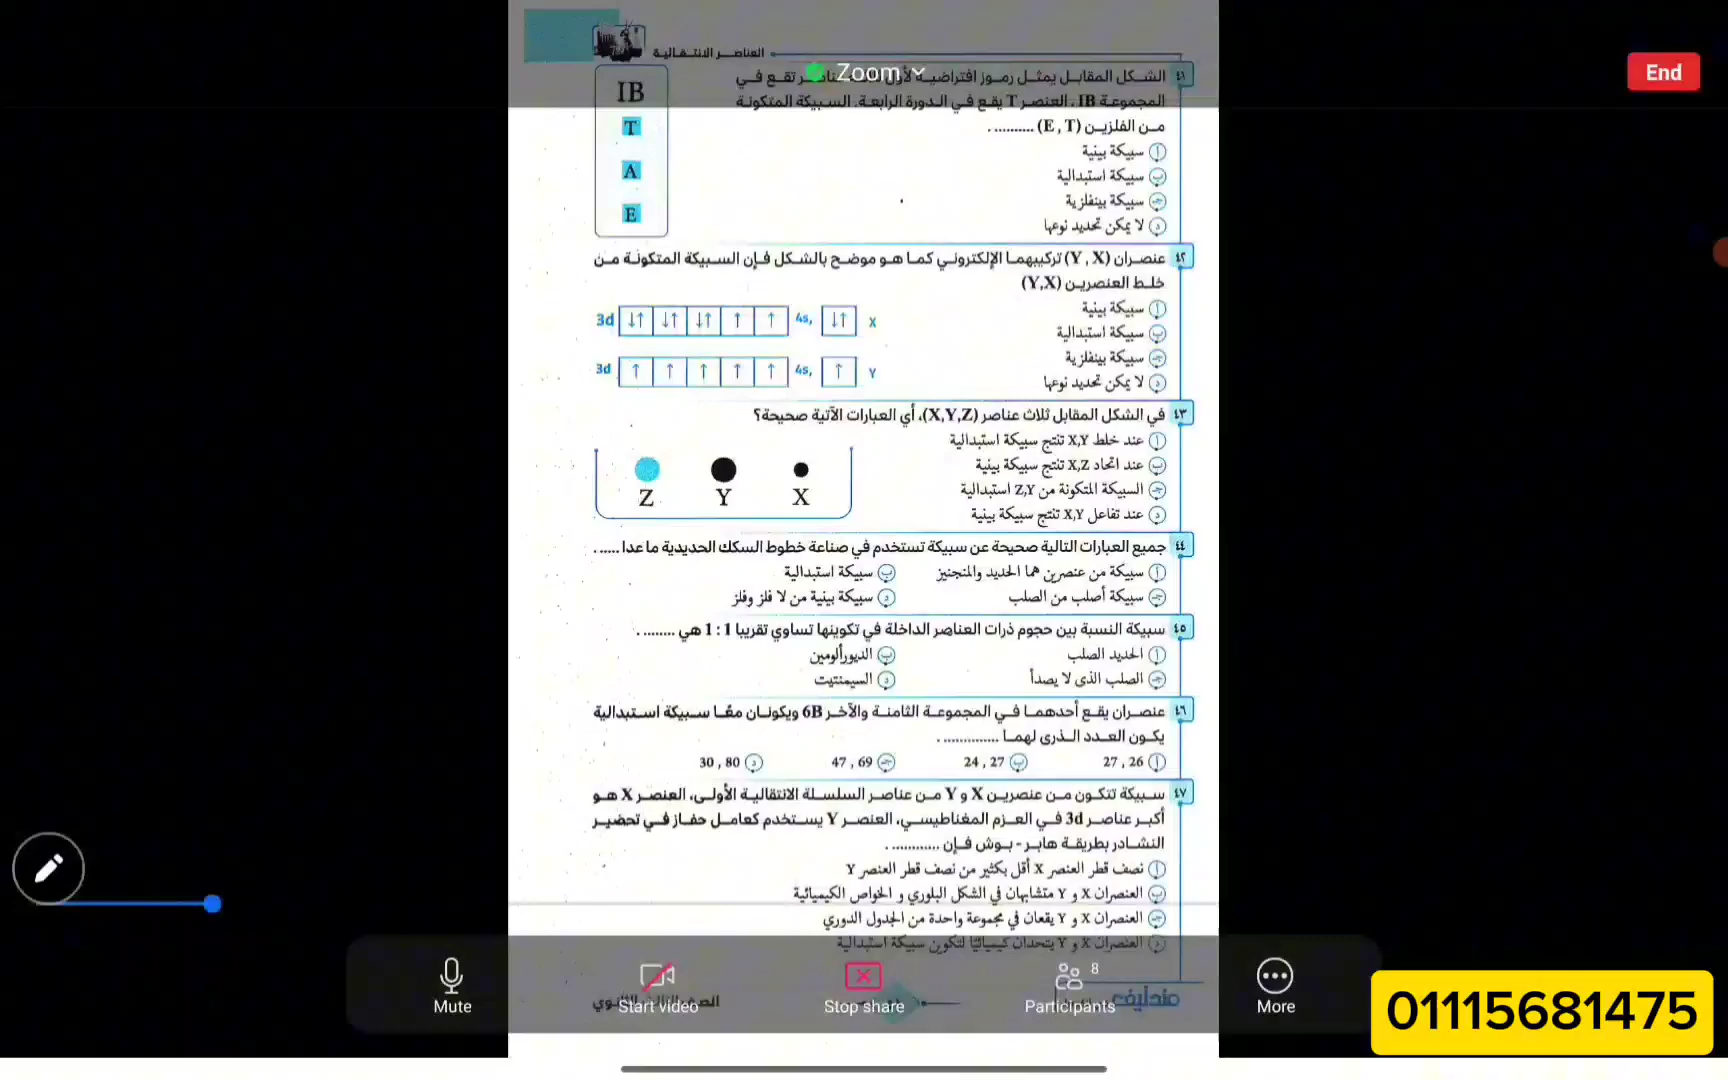 العناصر الانتقالية
Zoom
End
٤١ الشكل المقابل يمثل رموز افتراضية لأول تقع في
المجموعة IB ، العنصر T يقع في الدورة الرابعة. السبيكة المتكونة
من الفلزين (E , T) .......... .
أ سبيكة بينية
ب سبيكة استبدالية
ج سبيكة بينفلزية
د لا يمكن تحديد نوعها
IB
T
A
E
٤٢ عنصران (Y , X) تركيبهما الإلكتروني كما هو موضح بالشكل فإن السبيكة المتكونة من
خلط العنصرين (Y,X)
أ سبيكة بينية
ب سبيكة استبدالية
ج سبيكة بينفلزية
د لا يمكن تحديد نوعها
3d ↓↑ ↓↑ ↓↑ ↑ ↑ 4s, ↓↑ X
3d ↑ ↑ ↑ ↑ ↑ 4s, ↑ Y
٤٣ في الشكل المقابل ثلاث عناصر (X,Y,Z)، أي العبارات الآتية صحيحة؟
أ عند خلط X,Y تنتج سبيكة استبدالية
ب عند اتحاد X,Z تنتج سبيكة بينية
ج السبيكة المتكونة من Z,Y استبدالية
د عند تفاعل X,Y تنتج سبيكة بينية
Z Y X
٤٤ جميع العبارات التالية صحيحة عن سبيكة تستخدم في صناعة خطوط السكك الحديدية ما عدا ...... .
أ سبيكة من عنصرين هما الحديد والمنجنيز ب سبيكة استبدالية
ج سبيكة أصلب من الصلب د سبيكة بينية من لا فلز وفلز
٤٥ سبيكة النسبة بين حجوم ذرات العناصر الداخلة في تكوينها تساوي تقريبا 1 : 1 هي ........ .
أ الحديد الصلب ب الديورألومين
ج الصلب الذى لا يصدأ د السيمنتيت
٤٦ عنصران يقع أحدهما في المجموعة الثامنة والآخر 6B ويكونان معًا سبيكة استبدالية
يكون العدد الذرى لهما .............. .
أ 27 , 26 ب 24 , 27 ج 47 , 69 د 30 , 80
٤٧ سبيكة تتكون من عنصرين X و Y من عناصر السلسلة الانتقالية الأولى، العنصر X هو
أكبر عناصر 3d في العزم المغناطيسي، العنصر Y يستخدم كعامل حفاز في تحضير
النشادر بطريقة هابر - بوش فإن ............ .
أ نصف قطر العنصر X أقل بكثير من نصف قطر العنصر Y
ب العنصران X و Y متشابهان في الشكل البلوري و الخواص الكيميائية
ج العنصران X و Y يقعان في مجموعة واحدة من الجدول الدوري
د العنصران X و Y يتحدان كيميائيًا لتكوين سبيكة استبدالية
مندليف
الصف الثالث الثانوي
Mute
Start video
Stop share
8
Participants
More
01115681475